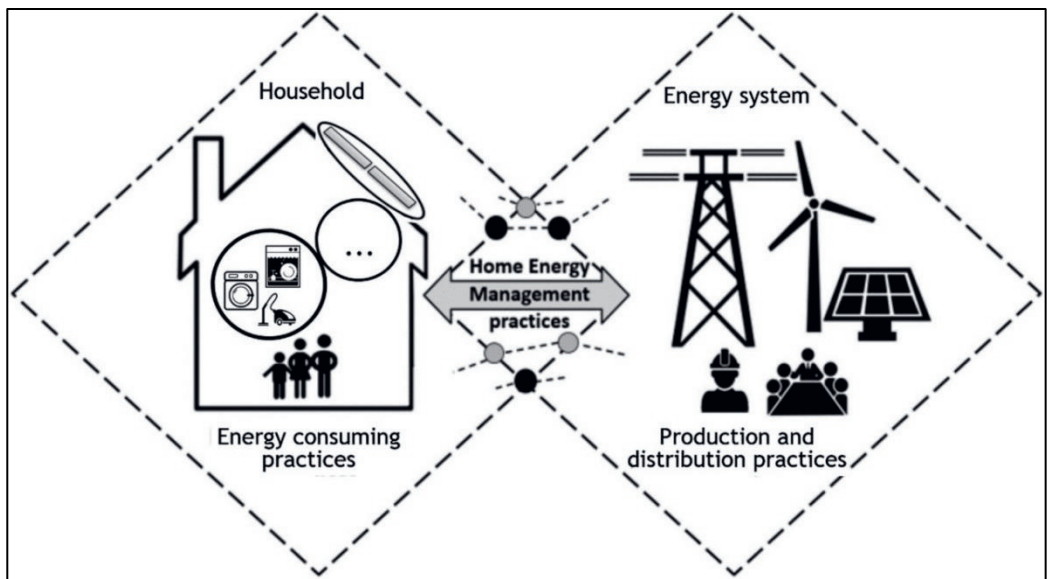 Household
Energy system
...
Home Energy
Management
practices
Energy consuming
practices
Production and
distribution practices